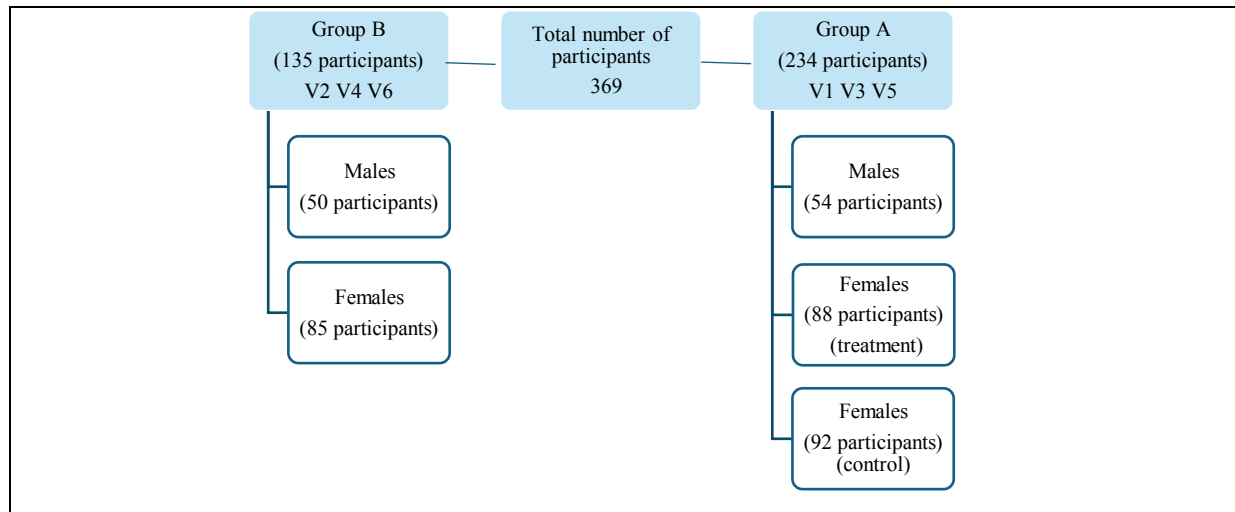 Group B
(135 participants)
V2 V4 V6
Total number of
participants
369
Group A
(234 participants)
V1 V3 V5
Males
(50 participants)
Females
(85 participants)
Males
(54 participants)
Females
(88 participants)
(treatment)
Females
(92 participants)
(control)